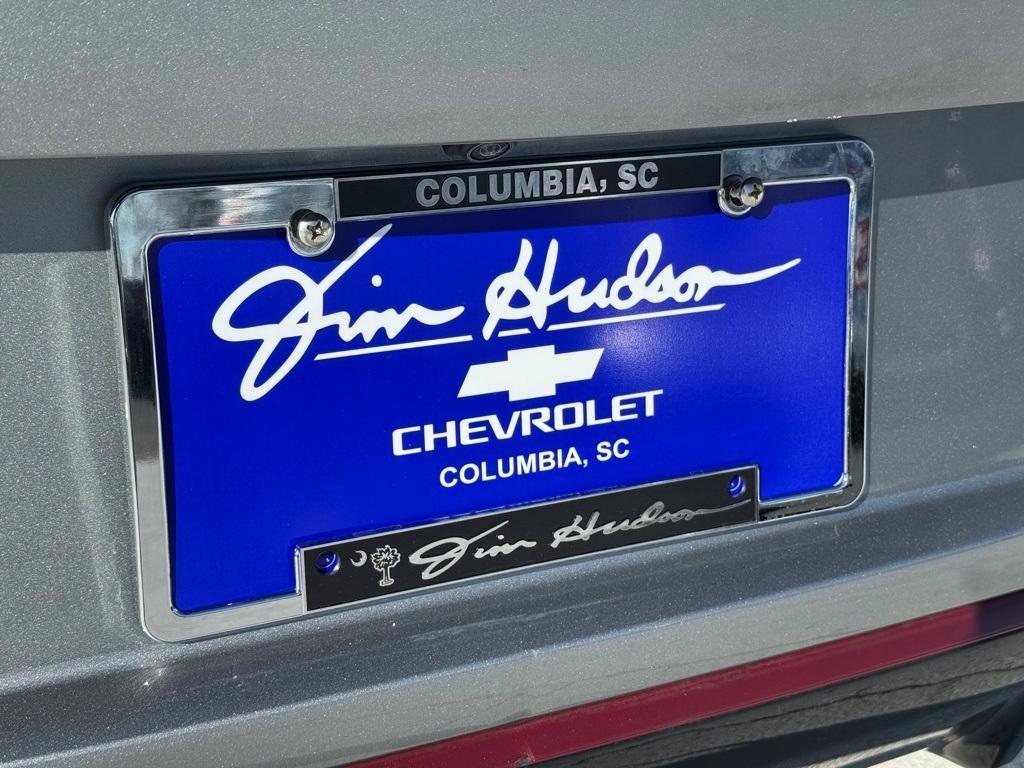 COLUMBIA, SC
Jim Hudson
CHEVROLET
COLUMBIA, SC
Jim Hudson